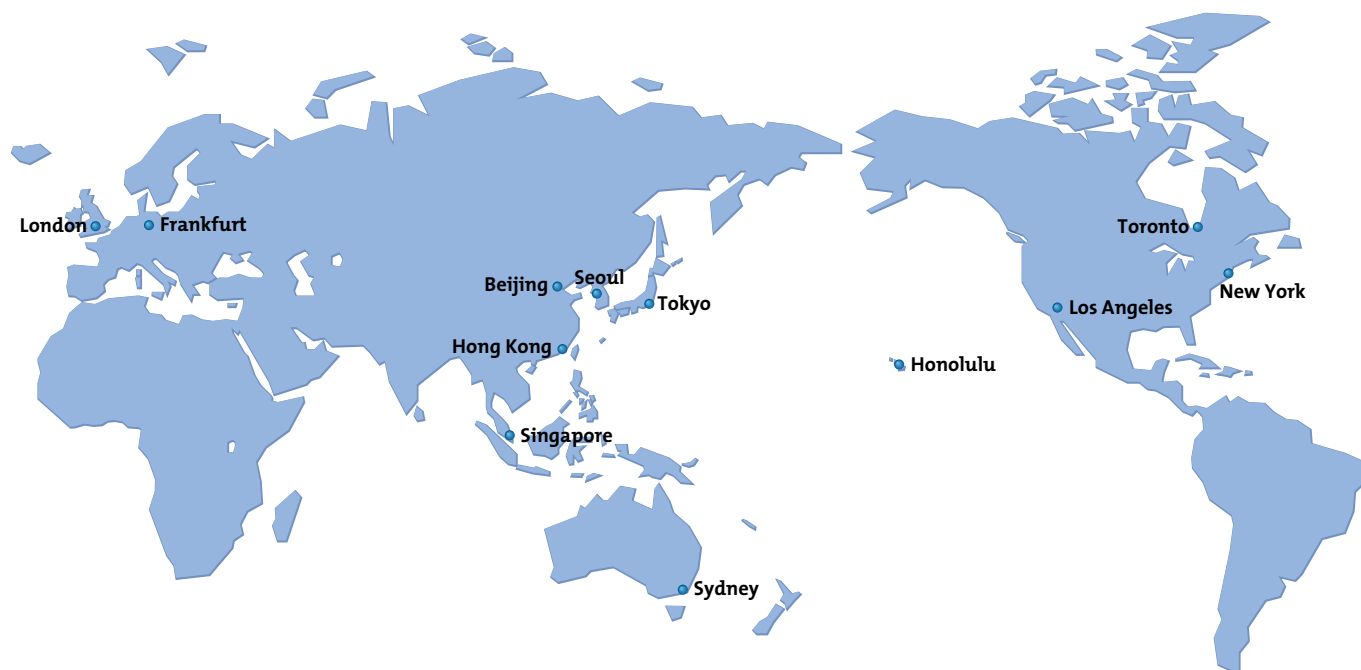 London
Frankfurt
Toronto
Beijing
Seoul
Tokyo
New York
Los Angeles
Hong Kong
Honolulu
Singapore
Sydney